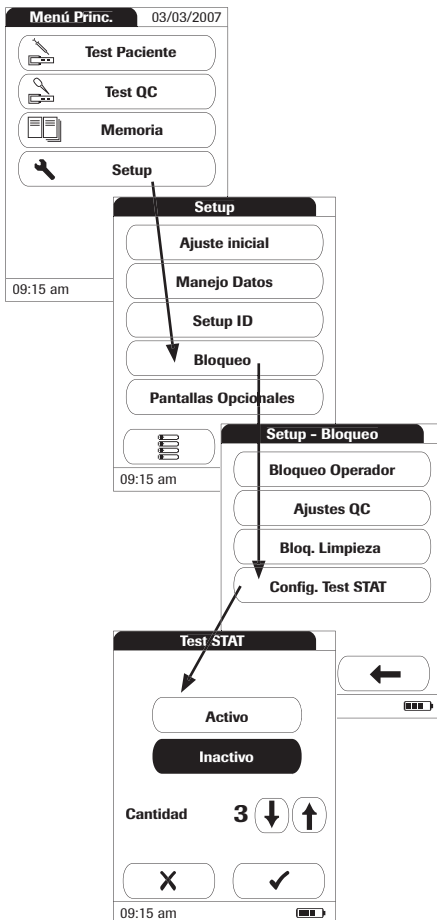 Menú Princ. 03/03/2007
Test Paciente
Test QC
Memoria
Setup
09:15 am
Setup
Ajuste inicial
Manejo Datos
Setup ID
Bloqueo
Pantallas Opcionales
09:15 am
Setup - Bloqueo
Bloqueo Operador
Ajustes QC
Bloq. Limpieza
Config. Test STAT
Test STAT
Activo
Inactivo
Cantidad 3
09:15 am